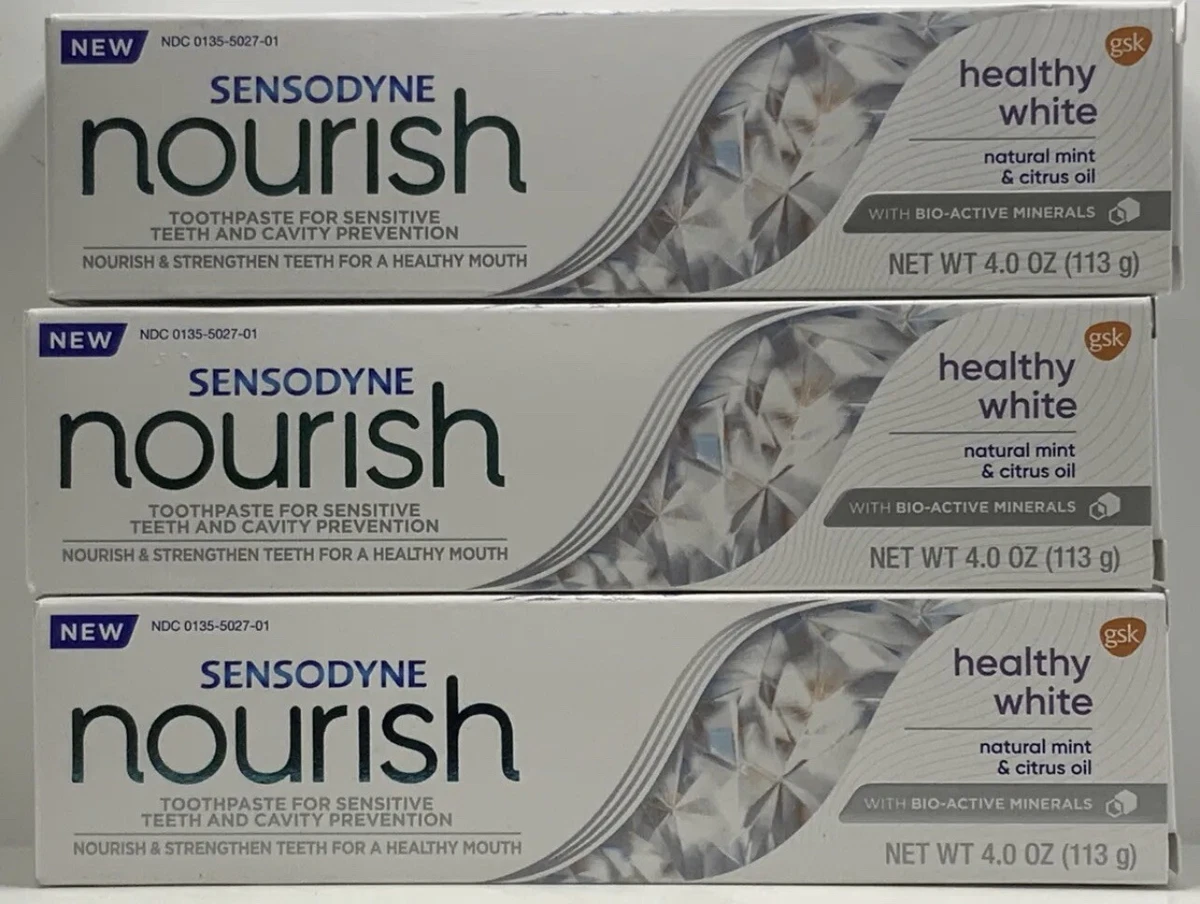 NEW NDC 0135-5027-01
SENSODYNE
nourish
TOOTHPASTE FOR SENSITIVE
TEETH AND CAVITY PREVENTION
NOURISH & STRENGTHEN TEETH FOR A HEALTHY MOUTH
gsk
healthy
white
natural mint
& citrus oil
WITH BIO-ACTIVE MINERALS
NET WT 4.0 OZ (113 g)
NEW NDC 0135-5027-01
SENSODYNE
nourish
TOOTHPASTE FOR SENSITIVE
TEETH AND CAVITY PREVENTION
NOURISH & STRENGTHEN TEETH FOR A HEALTHY MOUTH
gsk
healthy
white
natural mint
& citrus oil
WITH BIO-ACTIVE MINERALS
NET WT 4.0 OZ (113 g)
NEW NDC 0135-5027-01
SENSODYNE
nourish
TOOTHPASTE FOR SENSITIVE
TEETH AND CAVITY PREVENTION
NOURISH & STRENGTHEN TEETH FOR A HEALTHY MOUTH
gsk
healthy
white
natural mint
& citrus oil
WITH BIO-ACTIVE MINERALS
NET WT 4.0 OZ (113 g)